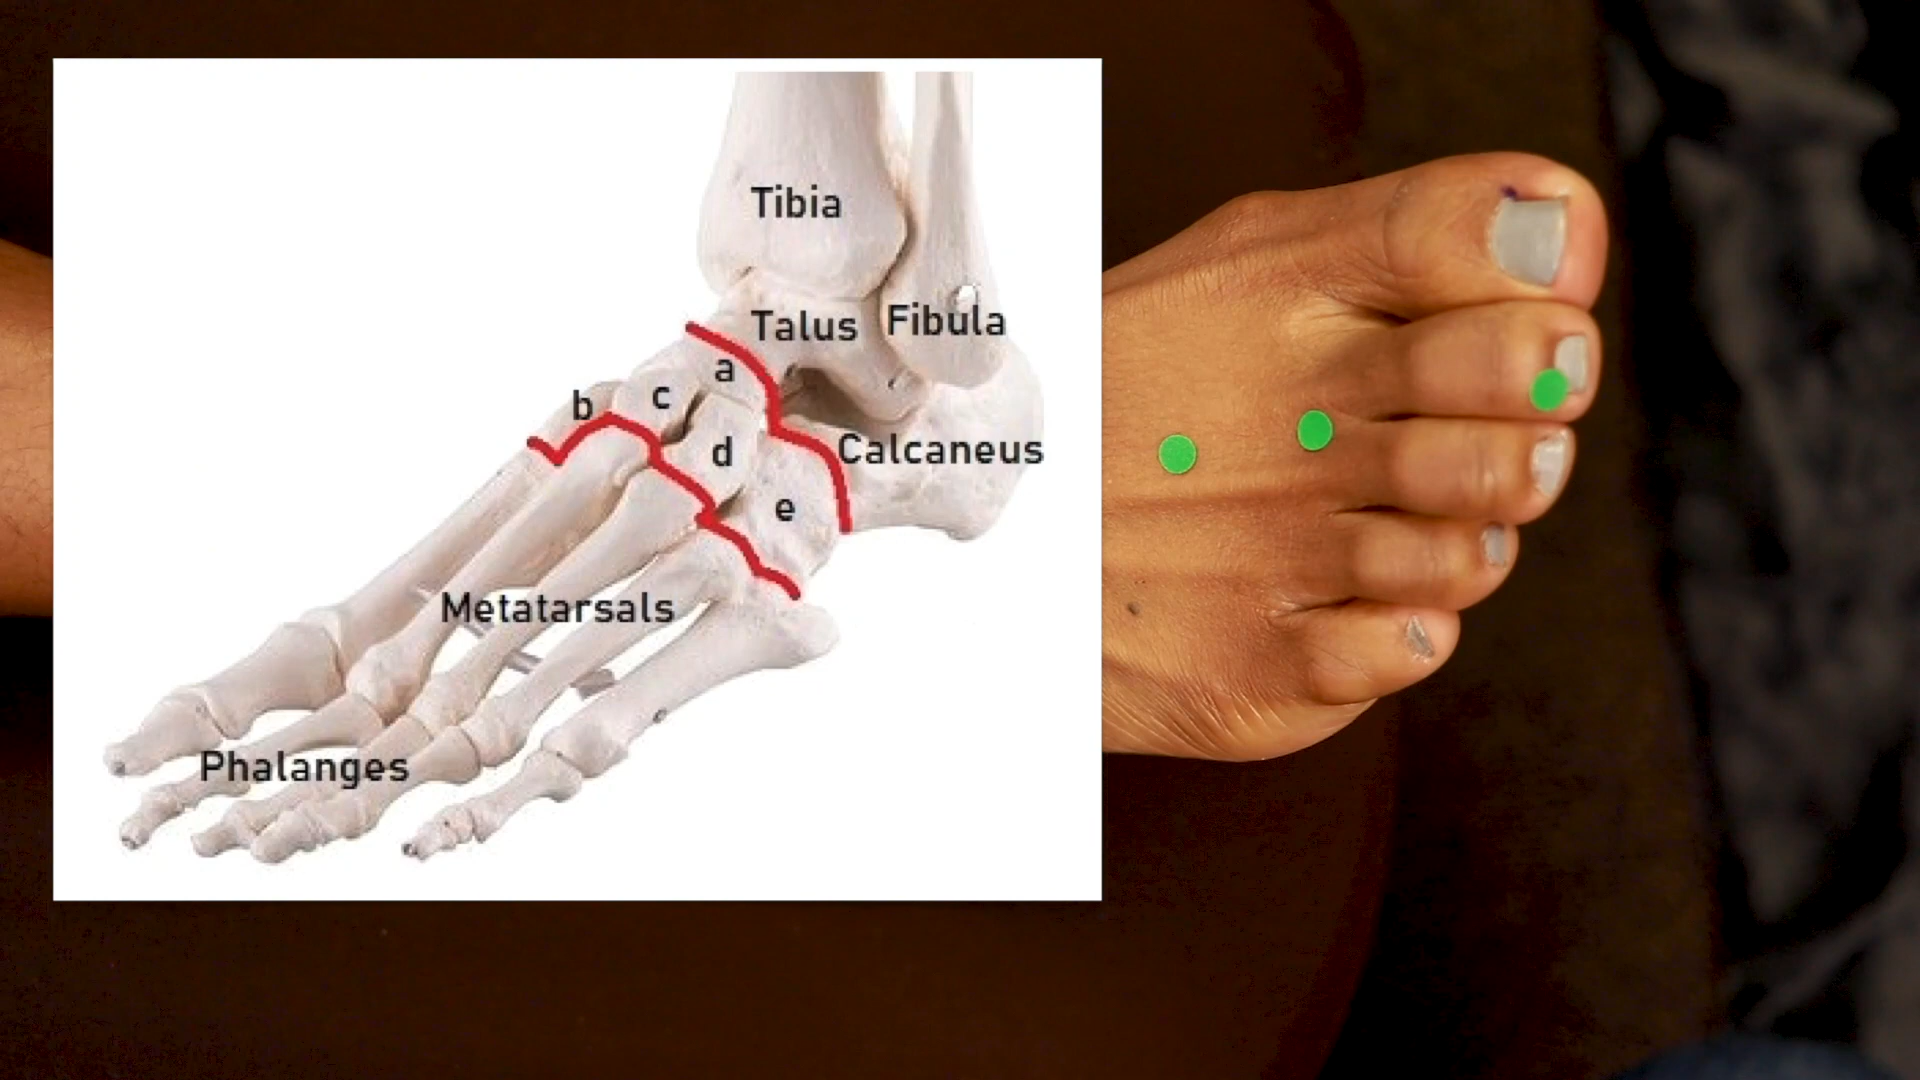 Tibia
Talus
Fibula
a
b
c
d
Calcaneus
e
Metatarsals
Phalanges